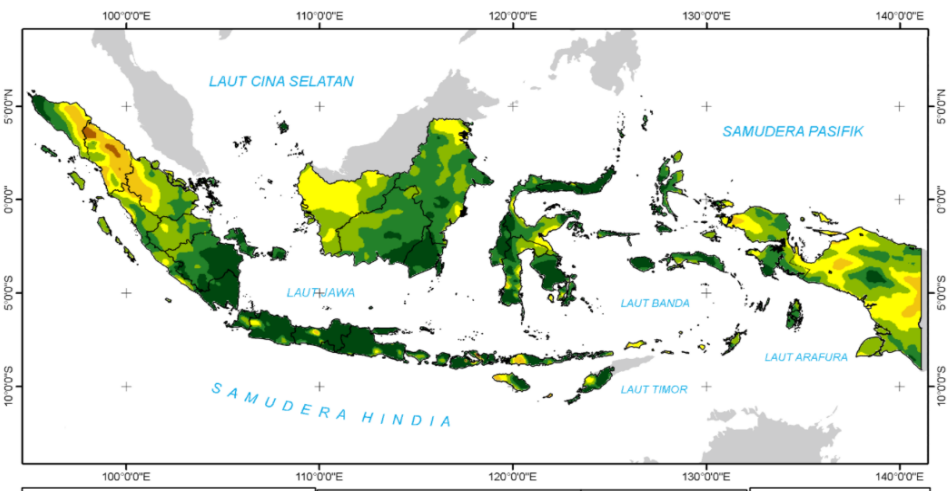 100°0'0"E 110°0'0"E 120°0'0"E 130°0'0"E 140°0'0"E
LAUT CINA SELATAN
5°0'0"N 5°0'0"N
SAMUDERA PASIFIK
0°0'0" 0°0'0"
LAUT JAWA
5°0'0"S 5°0'0"S
LAUT BANDA
LAUT ARAFURA
10°0'0"S 10°0'0"S
LAUT TIMOR
SAMUDERA HINDIA
100°0'0"E 110°0'0"E 120°0'0"E 130°0'0"E 140°0'0"E